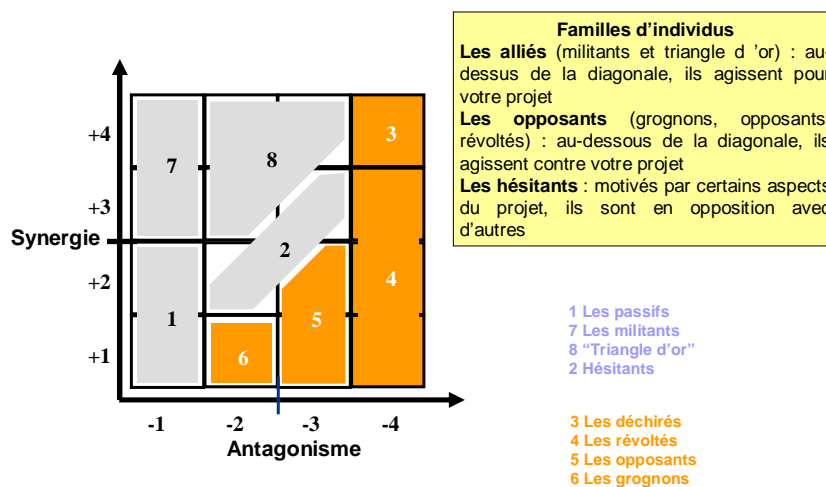 Familles d'individus
Les alliés (militants et triangle d 'or) : au-
dessus de la diagonale, ils agissent pour
votre projet
Les opposants (grognons, opposants,
révoltés) : au-dessous de la diagonale, ils
agissent contre votre projet
Les hésitants : motivés par certains aspects
du projet, ils sont en opposition avec
d'autres
+4
+3
Synergie
+2
+1
7
8
3
2
4
1
5
6
-1
-2
-3
-4
Antagonisme
1 Les passifs
7 Les militants
8 “Triangle d'or”
2 Hésitants
3 Les déchirés
4 Les révoltés
5 Les opposants
6 Les grognons